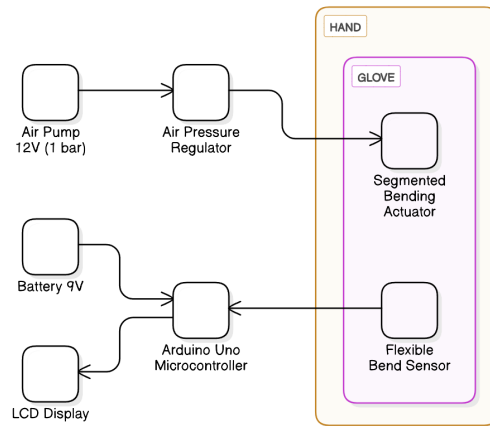 HAND
GLOVE
Air Pump
12V (1 bar)
Air Pressure
Regulator
Segmented
Bending
Actuator
Battery 9V
Arduino Uno
Microcontroller
Flexible
Bend Sensor
LCD Display